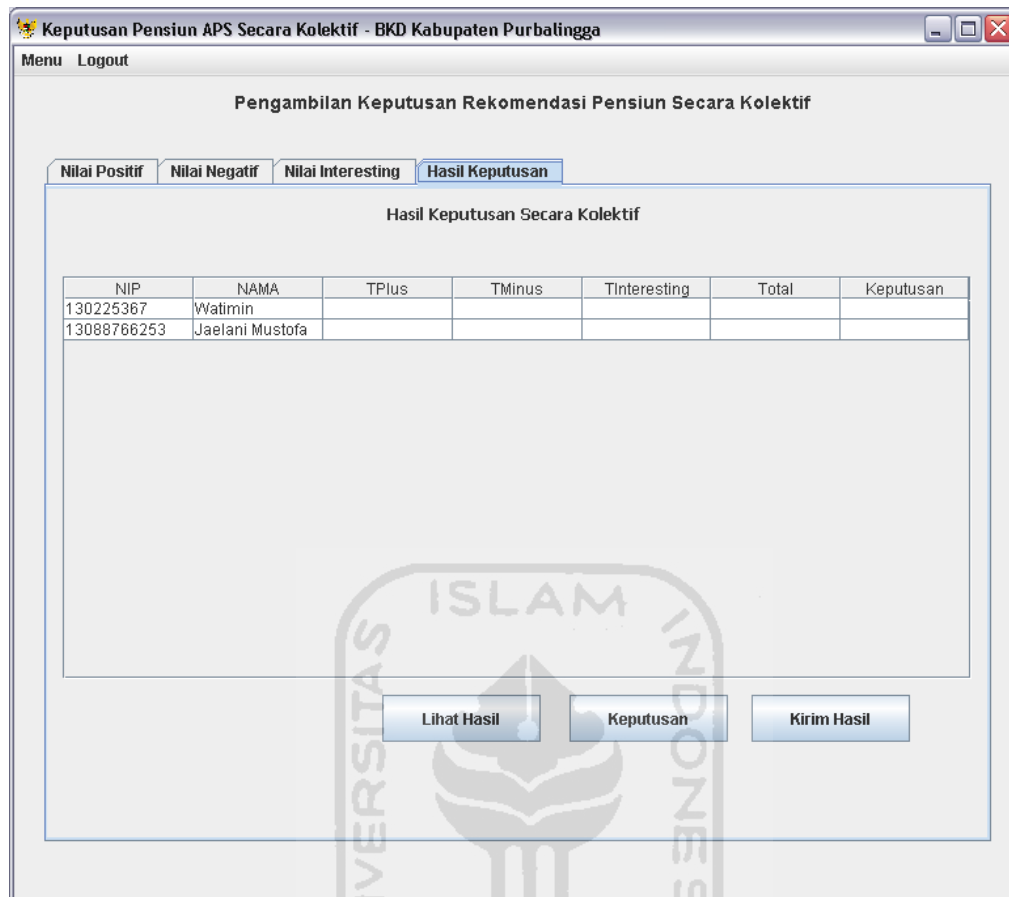 Keputusan Pensiun APS Secara Kolektif - BKD Kabupaten Purbalingga
Menu Logout
Pengambilan Keputusan Rekomendasi Pensiun Secara Kolektif
Nilai Positif Nilai Negatif Nilai Interesting Hasil Keputusan
Hasil Keputusan Secara Kolektif
NIP NAMA TPlus TMinus TInteresting Total Keputusan
130225367 Watimin
13088766253 Jaelani Mustofa
ISLAM
Lihat Hasil Keputusan Kirim Hasil